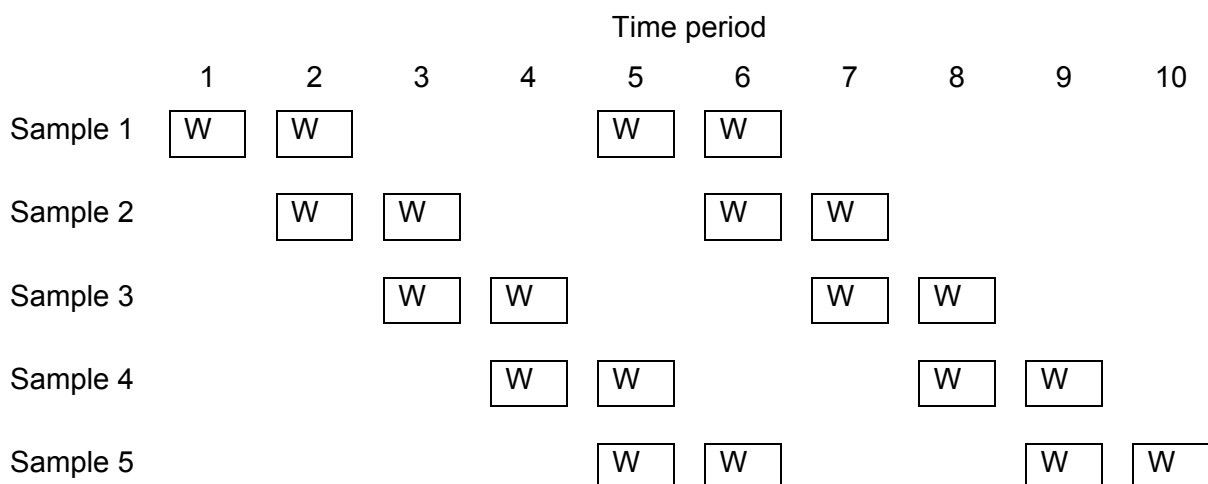 Time period
1 2 3 4 5 6 7 8 9 10
Sample 1 W W W W
Sample 2 W W W W
Sample 3 W W W W
Sample 4 W W W W
Sample 5 W W W W